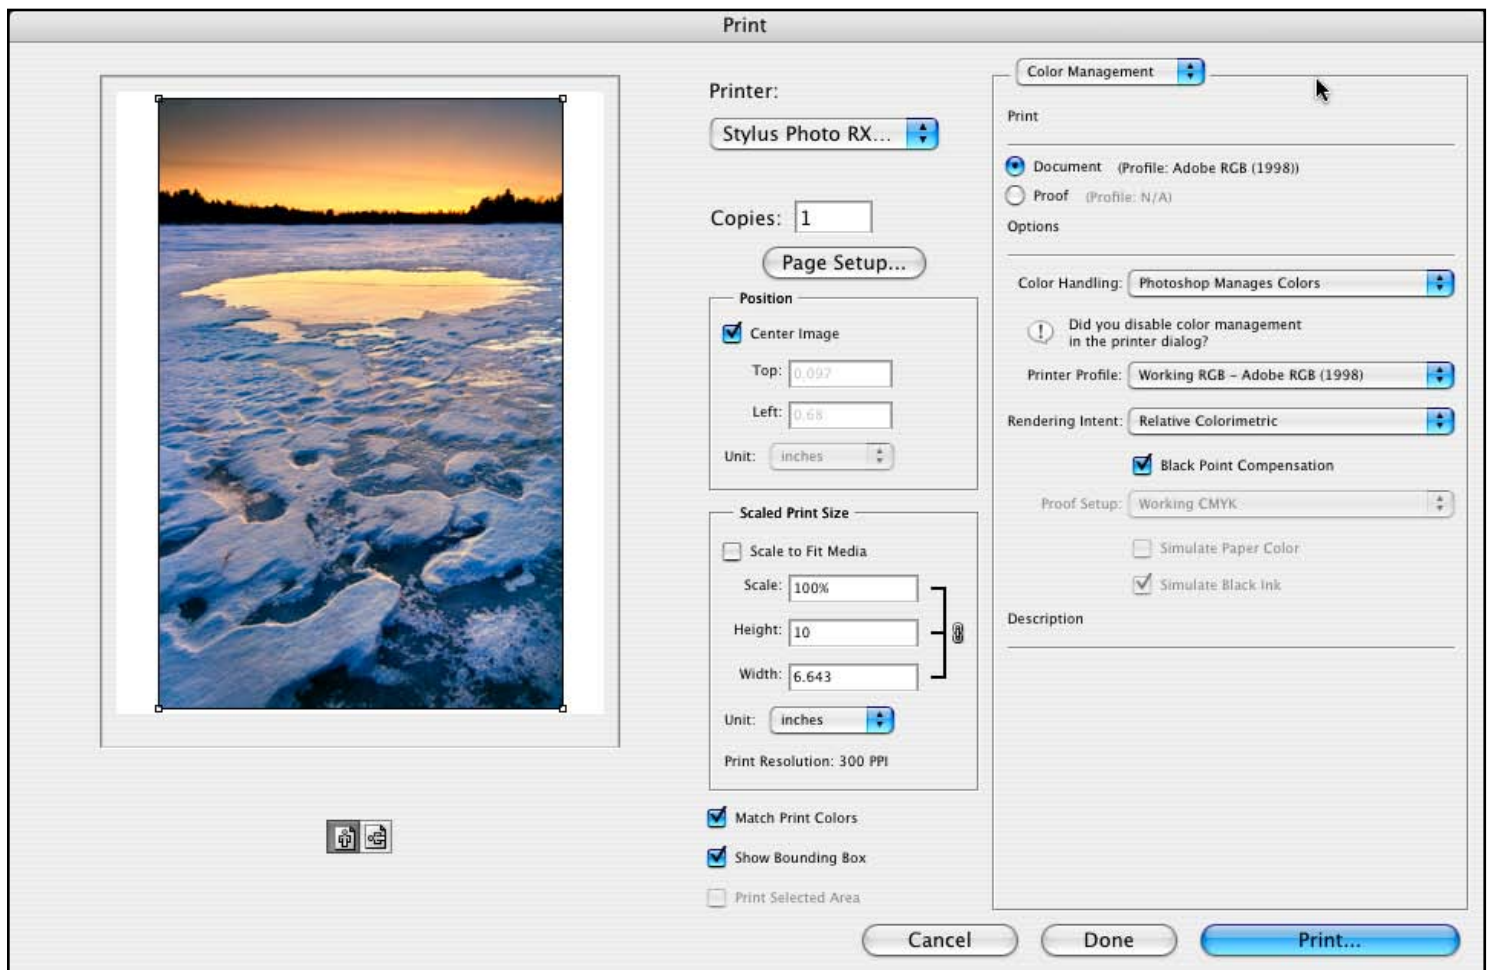 Print
Printer:
Stylus Photo RX...
Copies: 1
Page Setup...
Position
Center Image
Top: 0.097
Left: 0.68
Unit: inches
Scaled Print Size
Scale to Fit Media
Scale: 100%
Height: 10
Width: 6.643
Unit: inches
Print Resolution: 300 PPI
Match Print Colors
Show Bounding Box
Print Selected Area
Color Management
Print
Document (Profile: Adobe RGB (1998))
Proof (Profile: N/A)
Options
Color Handling: Photoshop Manages Colors
Did you disable color management
in the printer dialog?
Printer Profile: Working RGB - Adobe RGB (1998)
Rendering Intent: Relative Colorimetric
Black Point Compensation
Proof Setup: Working CMYK
Simulate Paper Color
Simulate Black Ink
Description
Cancel
Done
Print...